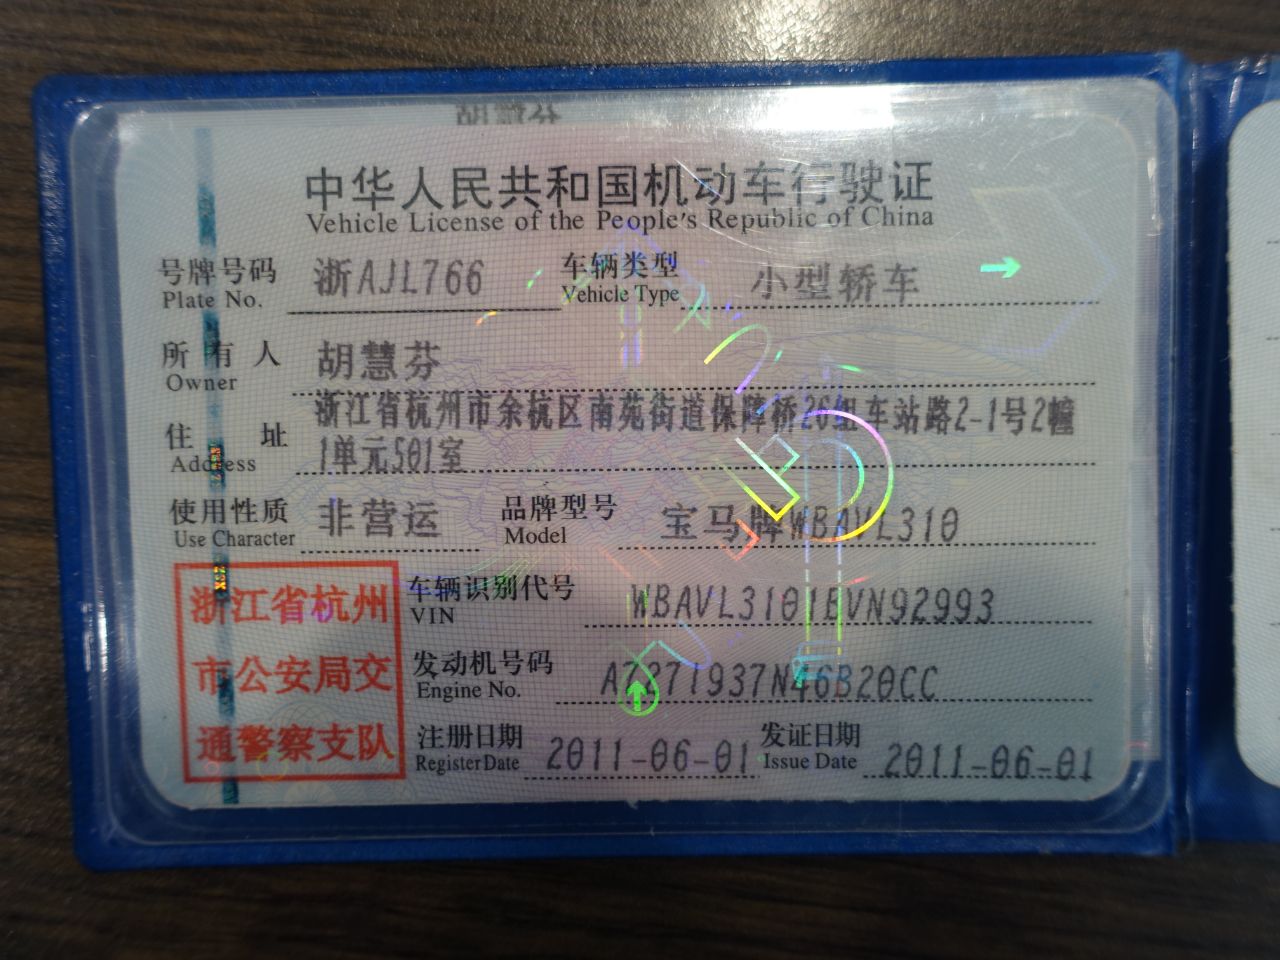 胡慧芬
中华人民共和国机动车行驶证
Vehicle License of the People's Republic of China
号牌号码 浙AJL766 车辆类型 小型轿车
Plate No. Vehicle Type
所有人 胡慧芬
Owner
住址 浙江省杭州市余杭区南苑街道保障桥26组车站路2-1号2幢
Address 1单元501室
使用性质 非营运 品牌型号 宝马牌WBAVL310
Use Character Model
浙江省杭州 车辆识别代号 WBAVL3101BVN92993
VIN
市公安局交 发动机号码 A7271937N46B20CC
Engine No.
通警察支队 注册日期 2011-06-01 发证日期 2011-06-01
Register Date Issue Date